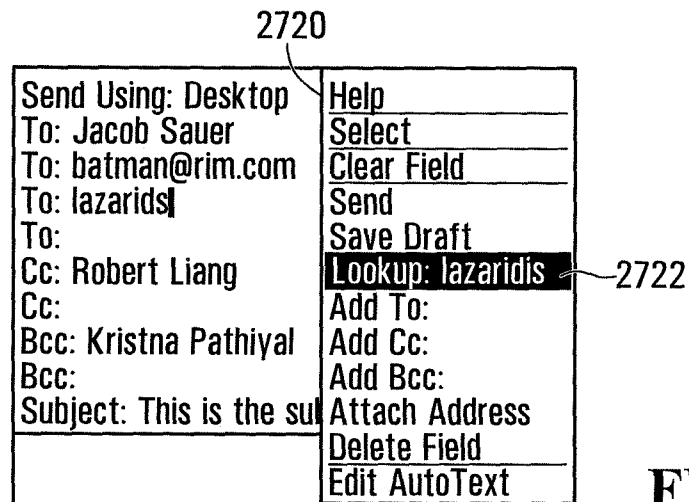 2720
Send Using: Desktop
To: Jacob Sauer
To: batman@rim.com
To: lazarids
To:
Cc: Robert Liang
Cc:
Bcc: Kristna Pathiyal
Bcc:
Subject: This is the sul
Help
Select
Clear Field
Send
Save Draft
Lookup: lazaridis
2722
Add To:
Add Cc:
Add Bcc:
Attach Address
Delete Field
Edit AutoText